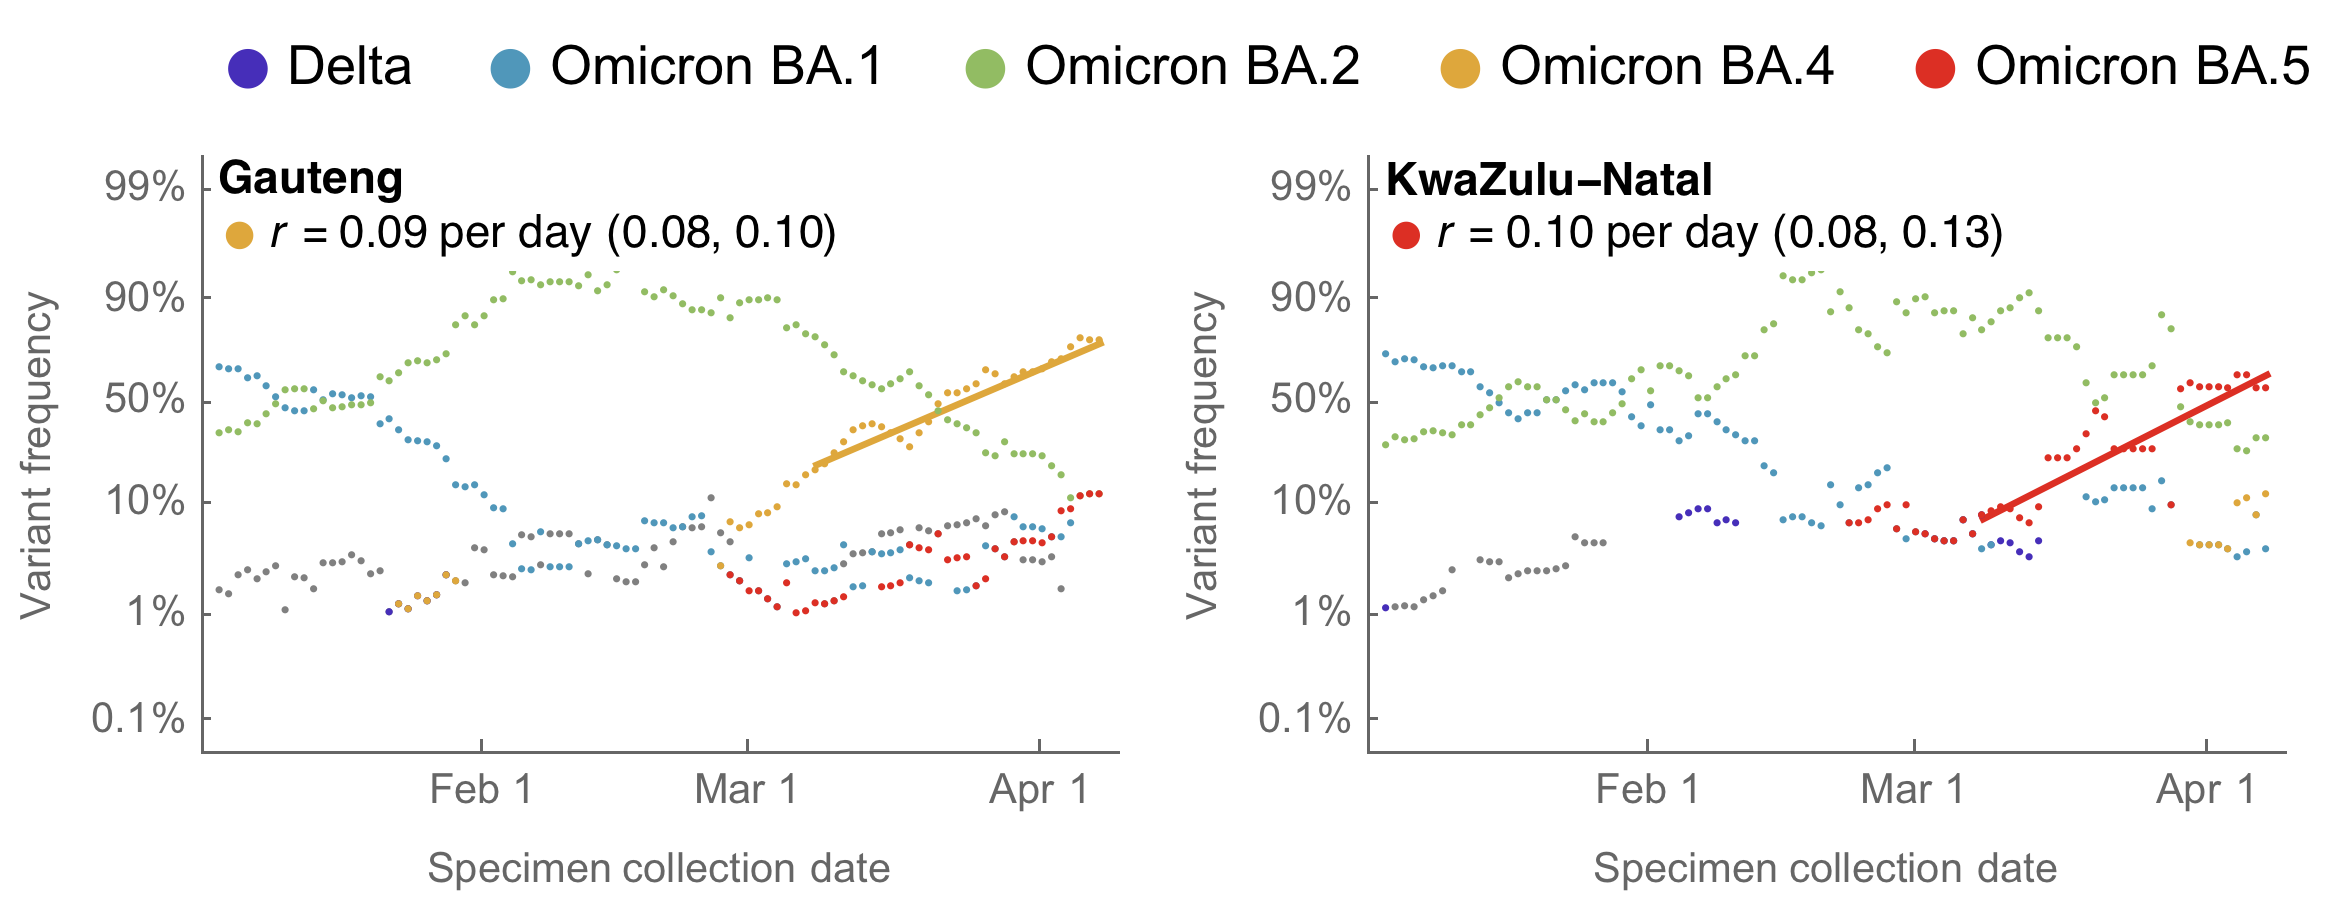 Delta Omicron BA.1 Omicron BA.2 Omicron BA.4 Omicron BA.5
Gauteng
r = 0.09 per day (0.08, 0.10)
99%
90%
50%
10%
1%
0.1%
Variant frequency
Feb 1 Mar 1 Apr 1
Specimen collection date
KwaZulu–Natal
r = 0.10 per day (0.08, 0.13)
99%
90%
50%
10%
1%
0.1%
Variant frequency
Feb 1 Mar 1 Apr 1
Specimen collection date